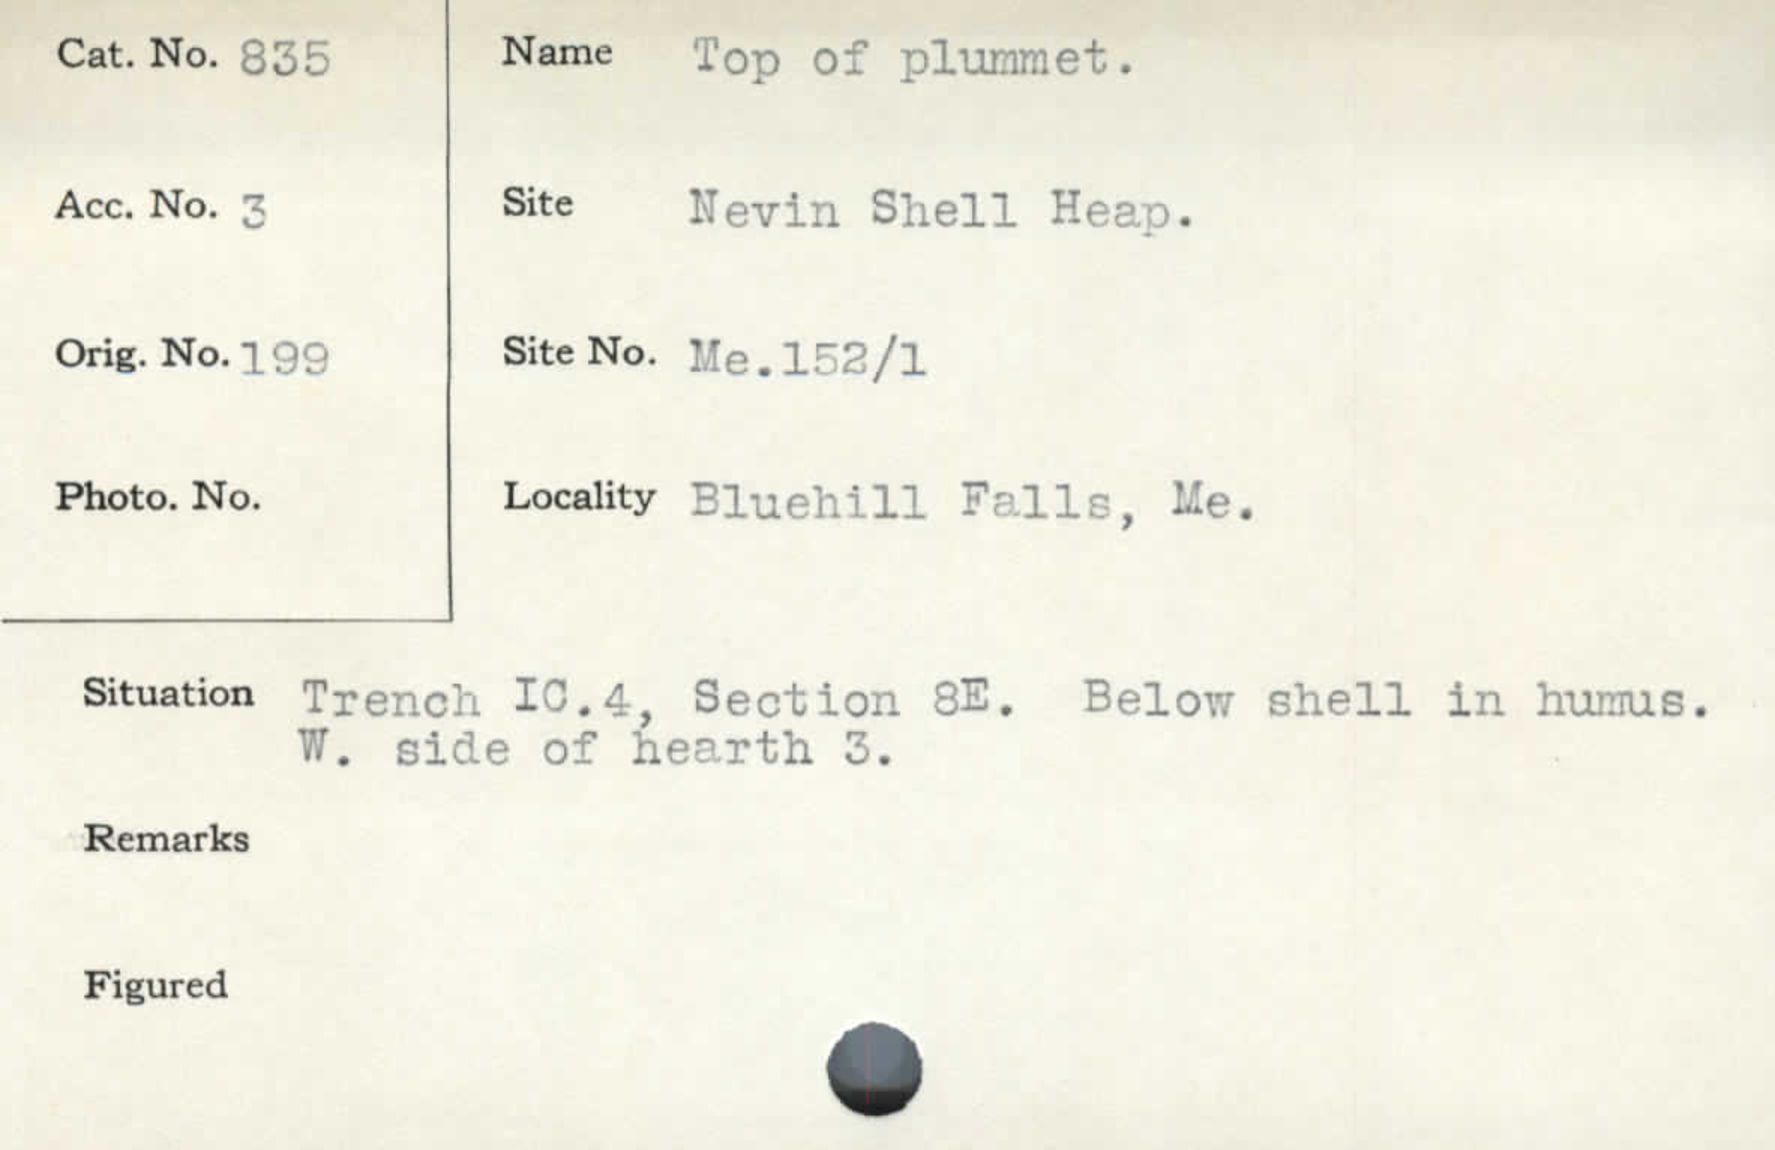 Cat. No. 835
Name Top of plummet.
Acc. No. 3
Site Nevin Shell Heap.
Orig. No. 199
Site No. Me.152/1
Photo. No.
Locality Bluehill Falls, Me.
Situation Trench IC.4, Section 8E. Below shell in humus.
W. side of hearth 3.
Remarks
Figured